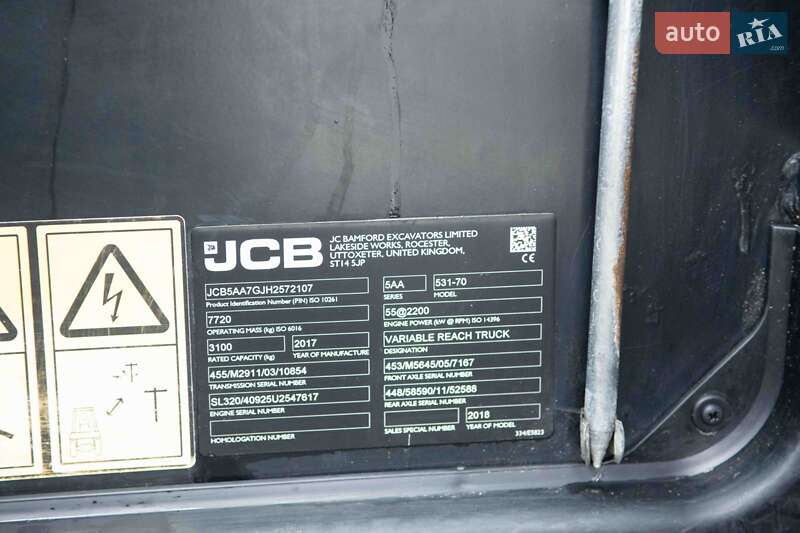 auto RIA .com
JCB
JC BAMFORD EXCAVATORS LIMITED
LAKESIDE WORKS, ROCESTER,
UTTOXETER, UNITED KINGDOM,
ST14 5JP
CE
JCB5AA7GJH2572107
Product Identification Number (PIN) ISO 10261
5AA 531-70
SERIES MODEL
7720
OPERATING MASS (kg) ISO 6016
55@2200
ENGINE POWER (kW @ RPM) ISO 14396
3100 2017
RATED CAPACITY (kg) YEAR OF MANUFACTURE
VARIABLE REACH TRUCK
DESIGNATION
455/M2911/03/10854
TRANSMISSION SERIAL NUMBER
453/M5645/05/7167
FRONT AXLE SERIAL NUMBER
SL320/40925U2547617
ENGINE SERIAL NUMBER
448/58590/11/52588
REAR AXLE SERIAL NUMBER
HOMOLOGATION NUMBER
2018
SALES SPECIAL NUMBER YEAR OF MODEL
334/E5823